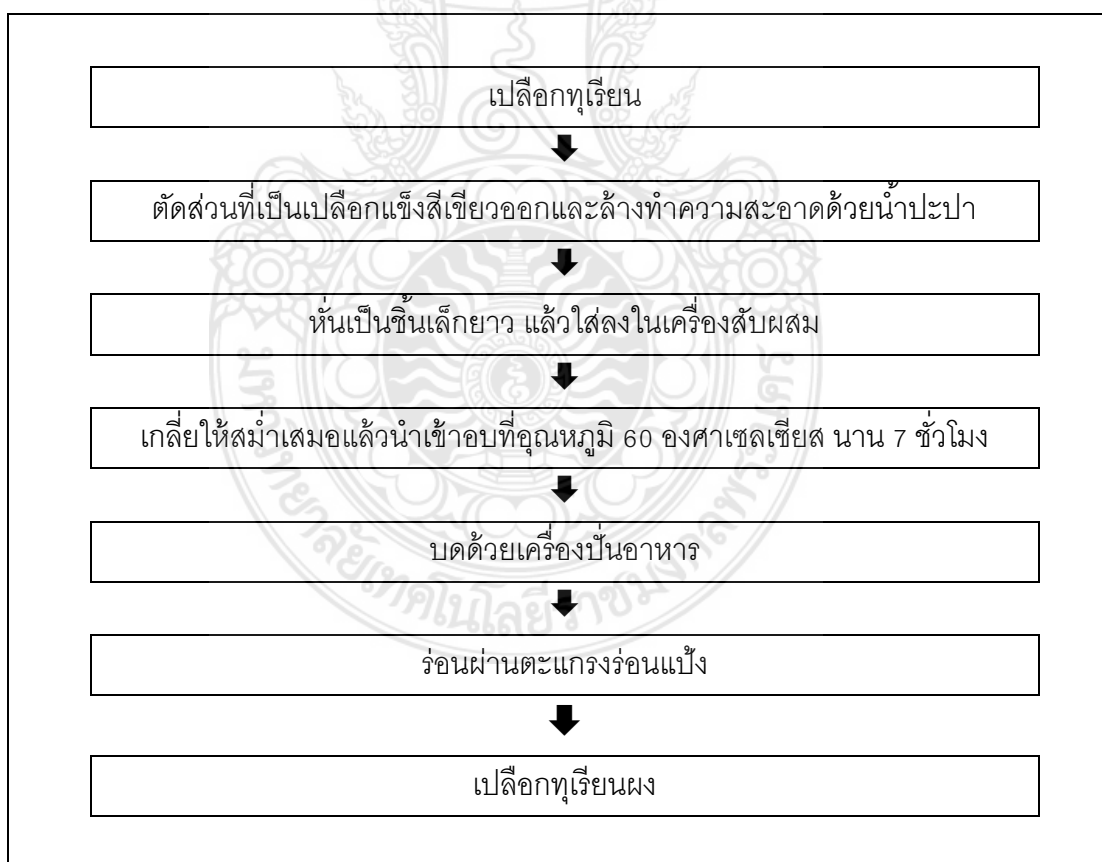 เปลือกทุเรียน
ตัดส่วนที่เป็นเปลือกแข็งสีเขียวออกและล้างทำความสะอาดด้วยน้ำปะปา
หั่นเป็นชิ้นเล็กยาว แล้วใส่ลงในเครื่องสับผสม
เกลี่ยให้สม่ำเสมอแล้วนำเข้าอบที่อุณหภูมิ 60 องศาเซลเซียส นาน 7 ชั่วโมง
บดด้วยเครื่องปั่นอาหาร
ร่อนผ่านตะแกรงร่อนแป้ง
เปลือกทุเรียนผง